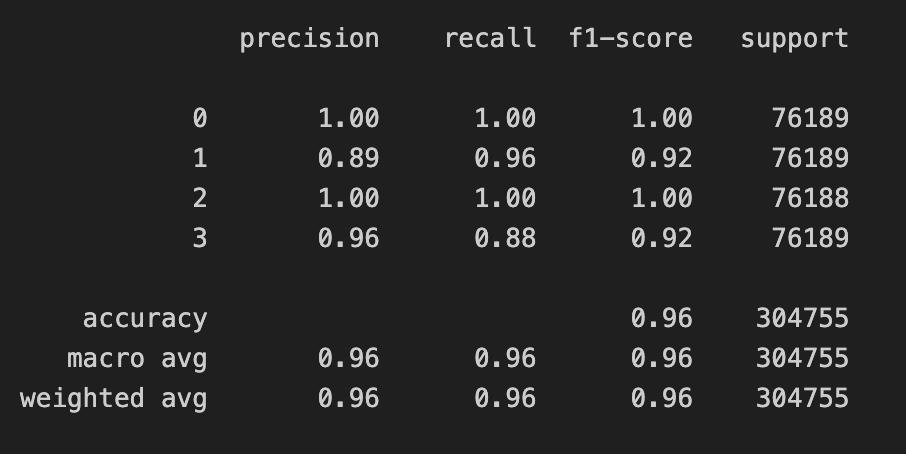 precision recall f1-score support
0 1.00 1.00 1.00 76189
1 0.89 0.96 0.92 76189
2 1.00 1.00 1.00 76188
3 0.96 0.88 0.92 76189
accuracy 0.96 304755
macro avg 0.96 0.96 0.96 304755
weighted avg 0.96 0.96 0.96 304755